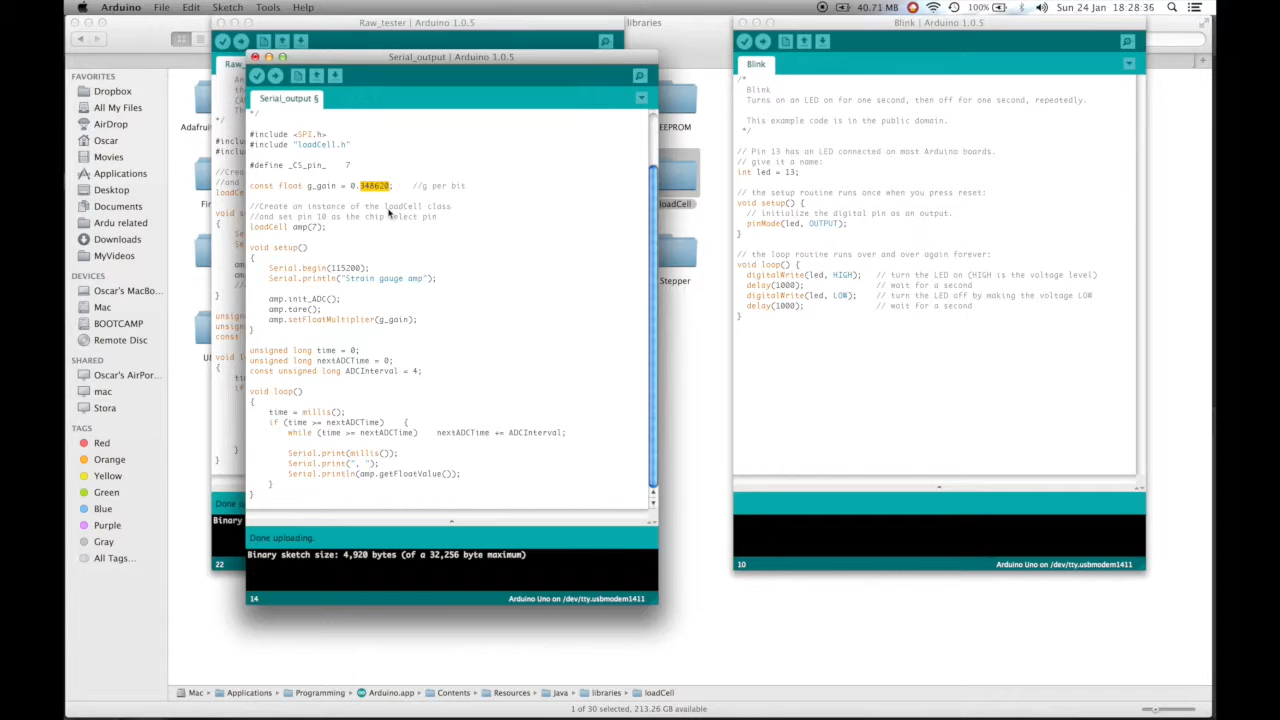 Arduino File Edit Sketch Tools Help
40.71 MB 100% Sun 24 Jan 18:28:36
Raw_tester | Arduino 1.0.5
libraries
Blink | Arduino 1.0.5
FAVORITES
Dropbox
All My Files
AirDrop
Oscar
Movies
Applications
Desktop
Documents
Ardu related
Downloads
MyVideos
DEVICES
Oscar's MacBo...
Mac
BOOTCAMP
Remote Disc
SHARED
Oscar's AirPor...
mac
Stora
TAGS
Red
Orange
Yellow
Green
Blue
Purple
Gray
All Tags...
Serial_output | Arduino 1.0.5
Serial_output §
*/
#include <SPI.h>
#include "loadCell.h"
#define _CS_pin_ 7
const float g_gain = 0.348620; //g per bit
//Create an instance of the loadCell class
//and set pin 10 as the chip select pin
loadCell amp(7);
void setup()
{
Serial.begin(115200);
Serial.println("Strain gauge amp");
amp.init_ADC();
amp.tare();
amp.setFloatMultiplier(g_gain);
}
unsigned long time = 0;
unsigned long nextADCTime = 0;
const unsigned long ADCInterval = 4;
void loop()
{
time = millis();
if (time >= nextADCTime) {
while (time >= nextADCTime) nextADCTime += ADCInterval;
Serial.print(millis());
Serial.print(", ");
Serial.println(amp.getFloatValue());
}
}
Done uploading.
Binary sketch size: 4,920 bytes (of a 32,256 byte maximum)
14
Arduino Uno on /dev/tty.usbmodem1411
22
EEPROM
loadCell
Stepper
Blink
/*
Blink
Turns on an LED on for one second, then off for one second, repeatedly.
This example code is in the public domain.
*/
// Pin 13 has an LED connected on most Arduino boards.
// give it a name:
int led = 13;
// the setup routine runs once when you press reset:
void setup() {
// initialize the digital pin as an output.
pinMode(led, OUTPUT);
}
// the loop routine runs over and over again forever:
void loop() {
digitalWrite(led, HIGH); // turn the LED on (HIGH is the voltage level)
delay(1000); // wait for a second
digitalWrite(led, LOW); // turn the LED off by making the voltage LOW
delay(1000); // wait for a second
}
10
Arduino Uno on /dev/tty.usbmodem1411
Mac Applications Programming Arduino.app Contents Resources Java libraries loadCell
1 of 30 selected, 213.26 GB available